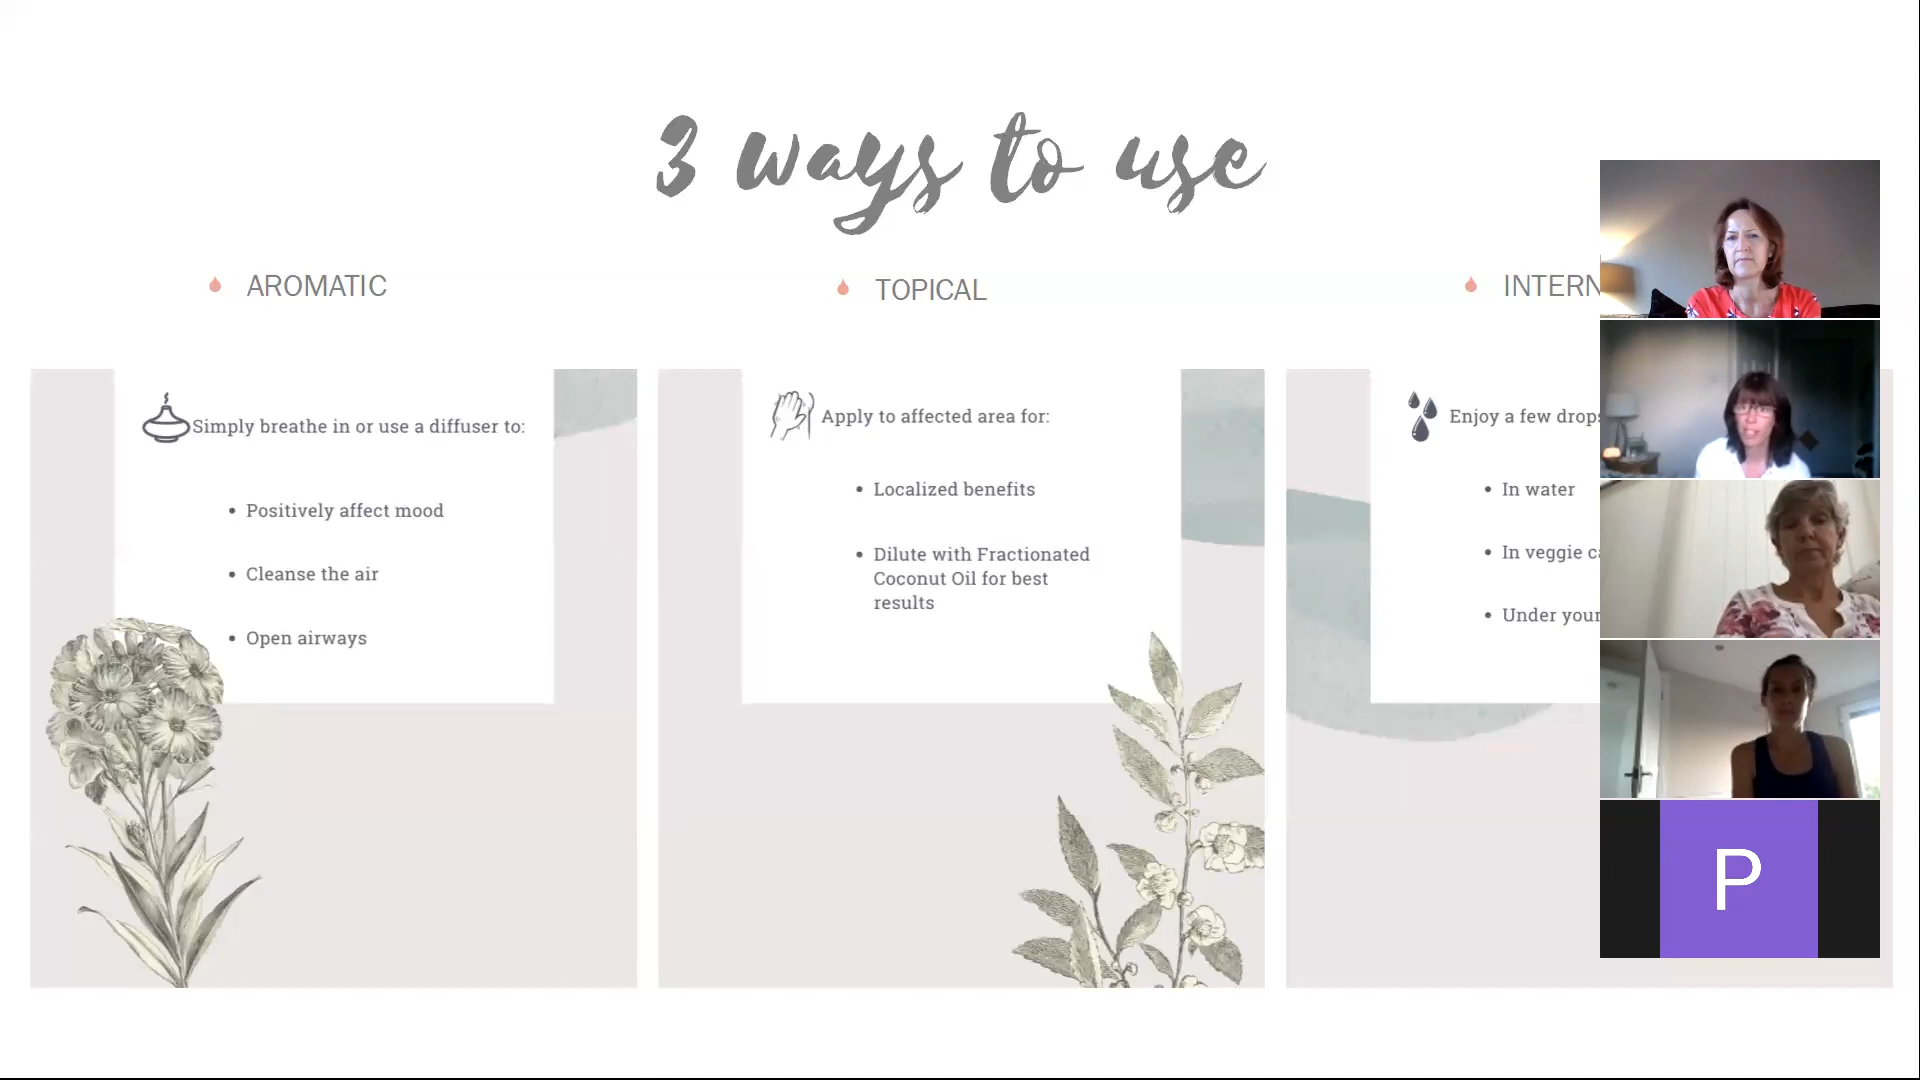 3 ways to use
AROMATIC
Simply breathe in or use a diffuser to:
• Positively affect mood
• Cleanse the air
• Open airways
TOPICAL
Apply to affected area for:
• Localized benefits
• Dilute with Fractionated
Coconut Oil for best
results
INTERN
Enjoy a few drops
• In water
• In veggie
• Under your
P